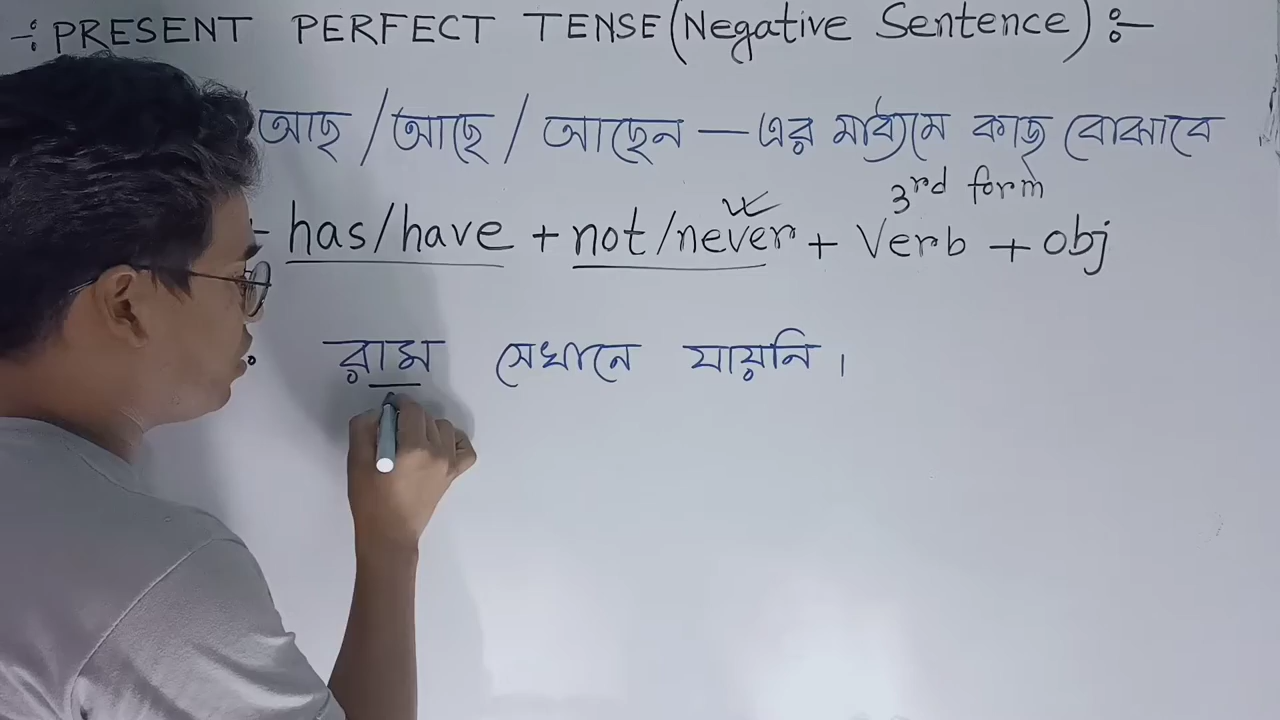 -: PRESENT PERFECT TENSE (Negative Sentence) :-
আছ / আছে / আছেন — এর মাধ্যমে কাজ বোঝাবে
3rd form
has/have + not/never + Verb + obj
রাম সেখানে যায়নি।